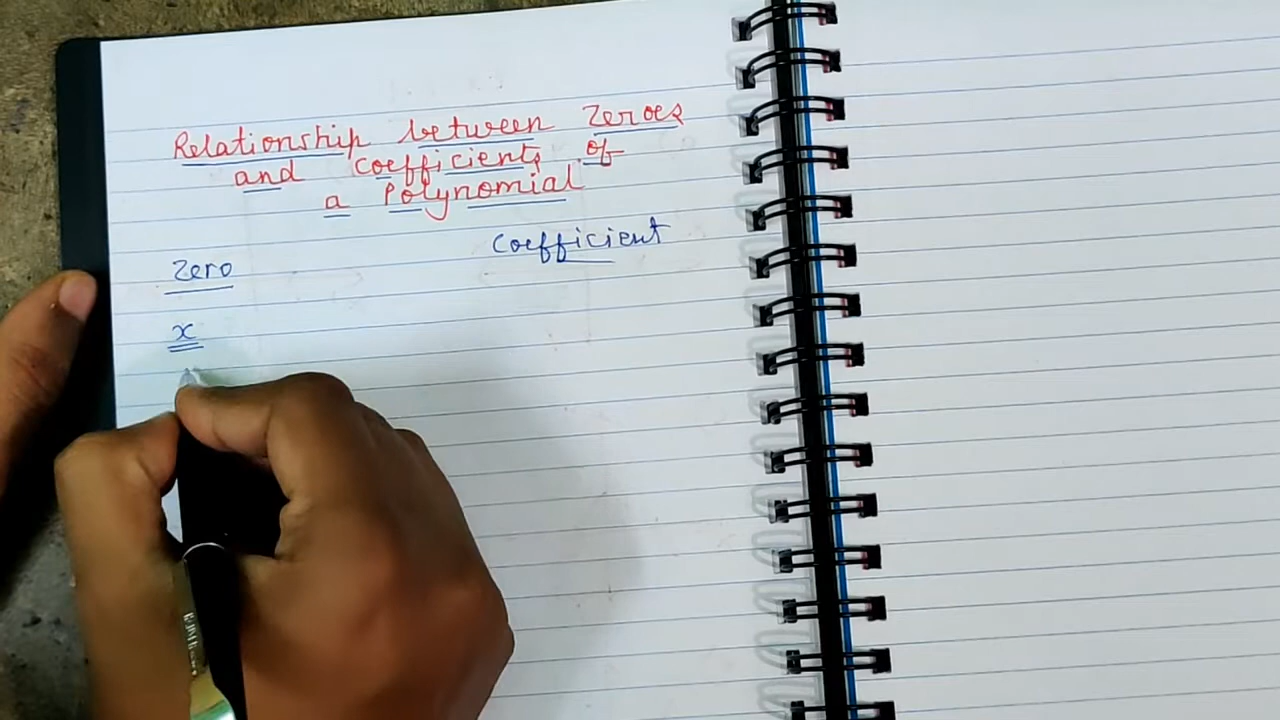 Relationship between Zeroes
and coefficients of
a Polynomial
Zero coefficient
x